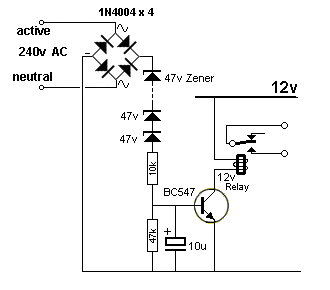 1N4004 x 4
active
240v AC
neutral
-
47v Zener
12v
47v
47v
10k
12v
Relay
BC547
47k
+
10u